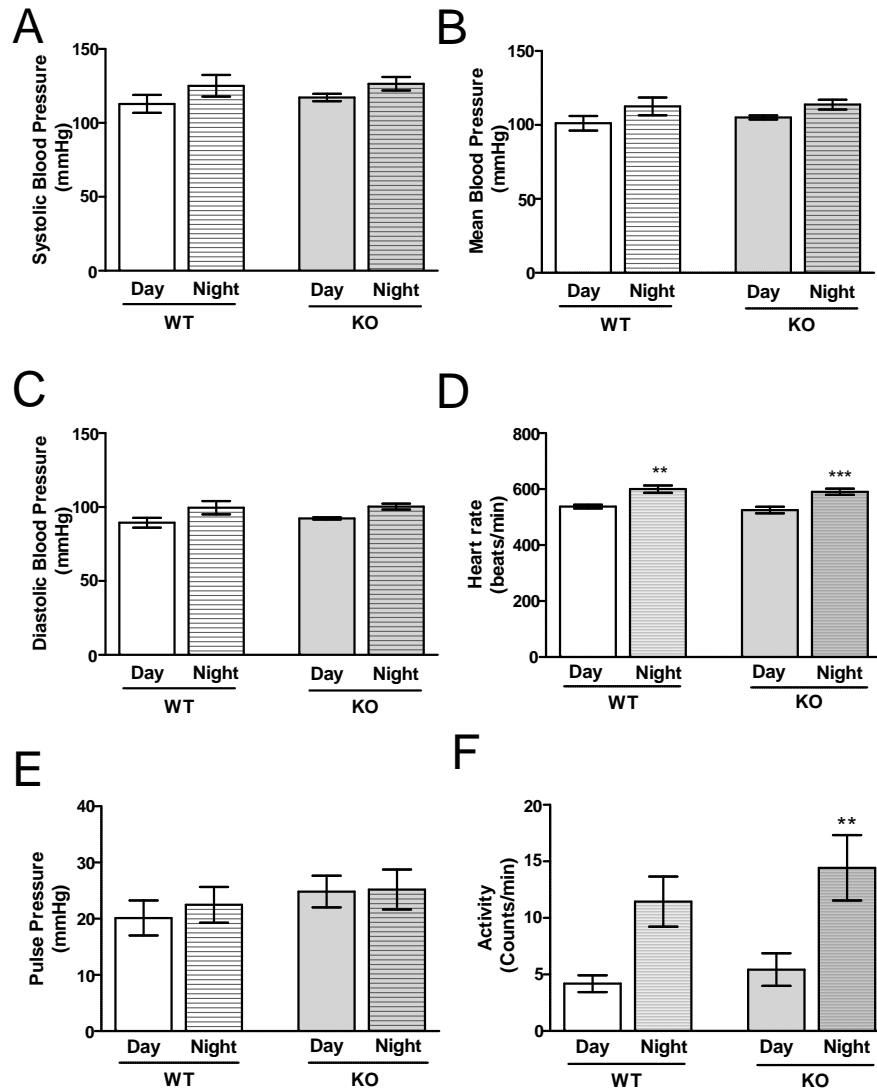 A
Systolic Blood Pressure
(mmHg)
150
100
50
0
Day Night Day Night
WT KO
B
Mean Blood Pressure
(mmHg)
150
100
50
0
Day Night Day Night
WT KO
C
Diastolic Blood Pressure
(mmHg)
150
100
50
0
Day Night Day Night
WT KO
D
Heart rate
(beats/min)
800
600
400
200
0
** ***
Day Night Day Night
WT KO
E
Pulse Pressure
(mmHg)
40
30
20
10
0
Day Night Day Night
WT KO
F
Activity
(Counts/min)
20
15
10
5
0
**
Day Night Day Night
WT KO